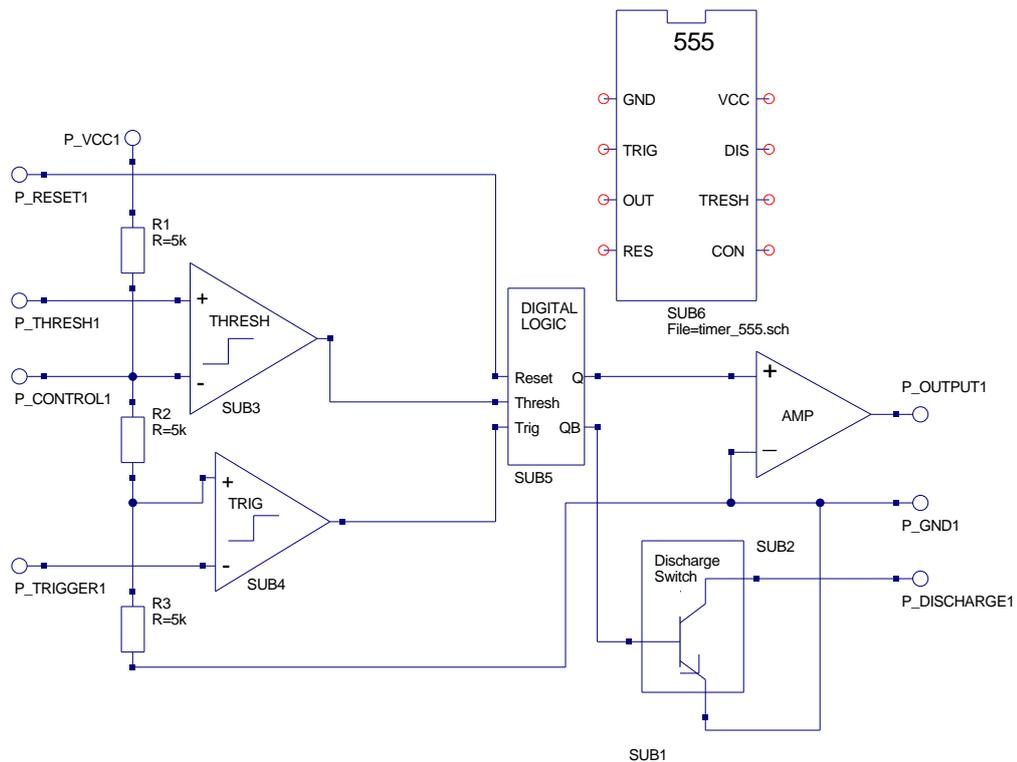 555
GND VCC
TRIG DIS
OUT TRESH
RES CON
SUB6
File=timer_555.sch
P_VCC1
P_RESET1
R1
R=5k
P_THRESH1
+
THRESH
-
SUB3
P_CONTROL1
R2
R=5k
+
TRIG
-
SUB4
P_TRIGGER1
R3
R=5k
DIGITAL
LOGIC
Reset Q
Thresh
Trig QB
SUB5
+
AMP
−
P_OUTPUT1
P_GND1
SUB2
Discharge
Switch
P_DISCHARGE1
SUB1